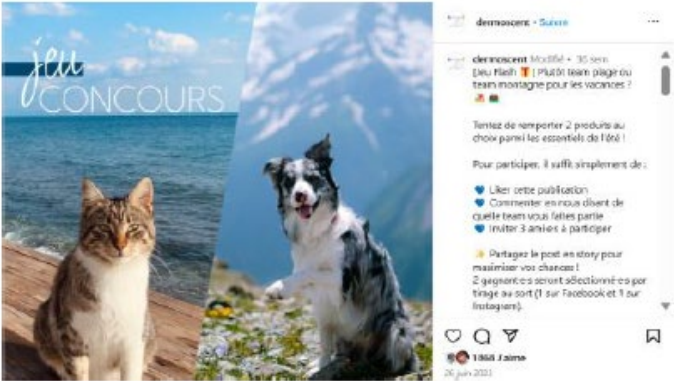 jeu
CONCOURS
dermoscent • Suivre
dermoscent Modifié • 36 sem
[Jeu Flash 🎁] Plutôt team plage ou
team montagne pour les vacances ?
Tentez de remporter 2 produits au
choix parmi les essentiels de l'été !
Pour participer, il suffit simplement de :
💙 Liker cette publication
💙 Commenter en nous disant de
quelle team vous faites partie
💙 Inviter 3 ami·e·s à participer
✨ Partagez le post en story pour
maximiser vos chances !
2 gagnant·e·s seront sélectionné·e·s par
tirage au sort (1 sur Facebook et 1 sur
Instagram).
1868 J'aime
26 juin